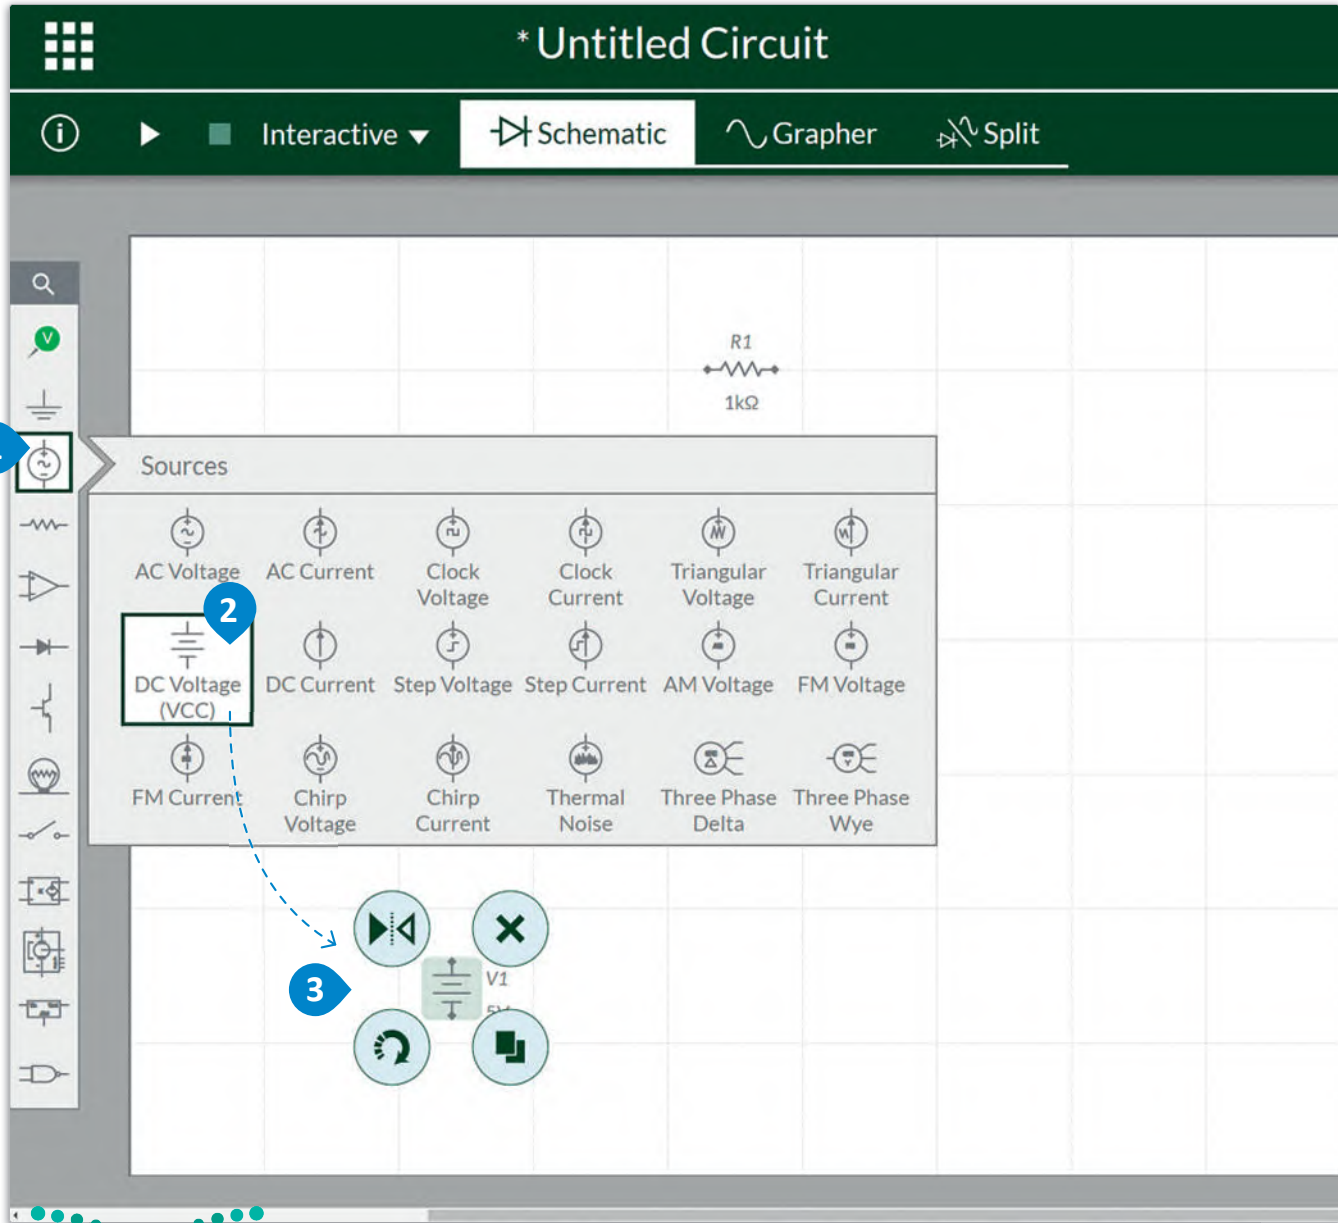 * Untitled Circuit
Interactive Schematic Grapher Split
V
R1
1kΩ
Sources
AC Voltage AC Current Clock Voltage Clock Current Triangular Voltage Triangular Current
2
DC Voltage (VCC) DC Current Step Voltage Step Current AM Voltage FM Voltage
FM Current Chirp Voltage Chirp Current Thermal Noise Three Phase Delta Three Phase Wye
3
V1